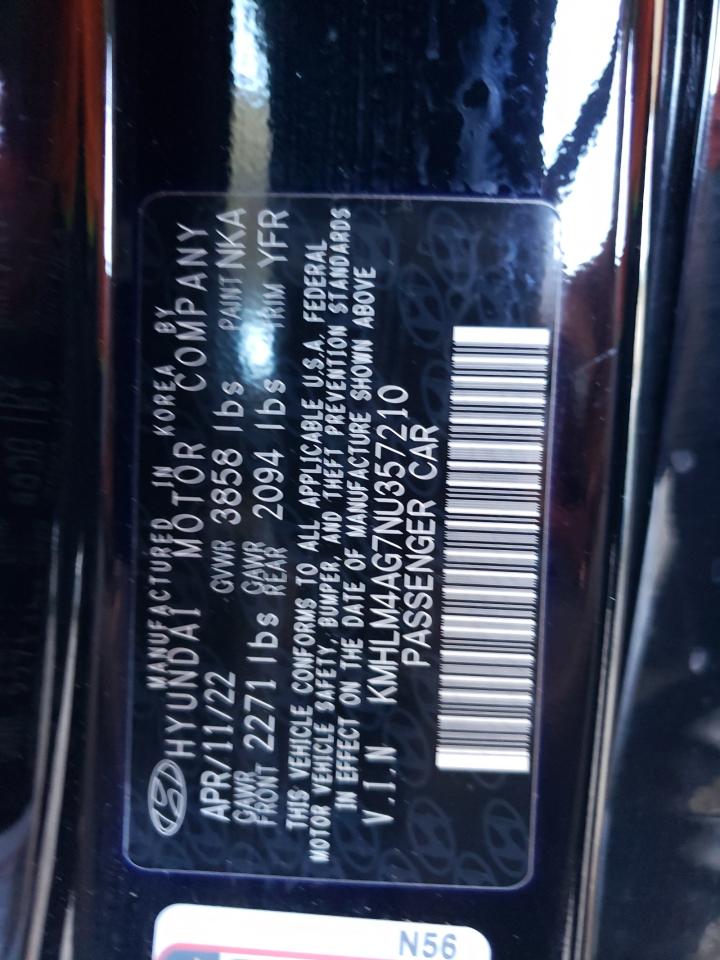 MANUFACTURED IN KOREA BY
HYUNDAI MOTOR COMPANY
APR/11/22 GVWR 3858 lbs PAINT NKA
GAWR FRONT 2271 lbs GAWR REAR 2094 lbs TRIM YFR
THIS VEHICLE CONFORMS TO ALL APPLICABLE U.S.A. FEDERAL
MOTOR VEHICLE SAFETY, BUMPER, AND THEFT PREVENTION STANDARDS
IN EFFECT ON THE DATE OF MANUFACTURE SHOWN ABOVE
V.I.N KMHLM4AG7NU357210
PASSENGER CAR
N56